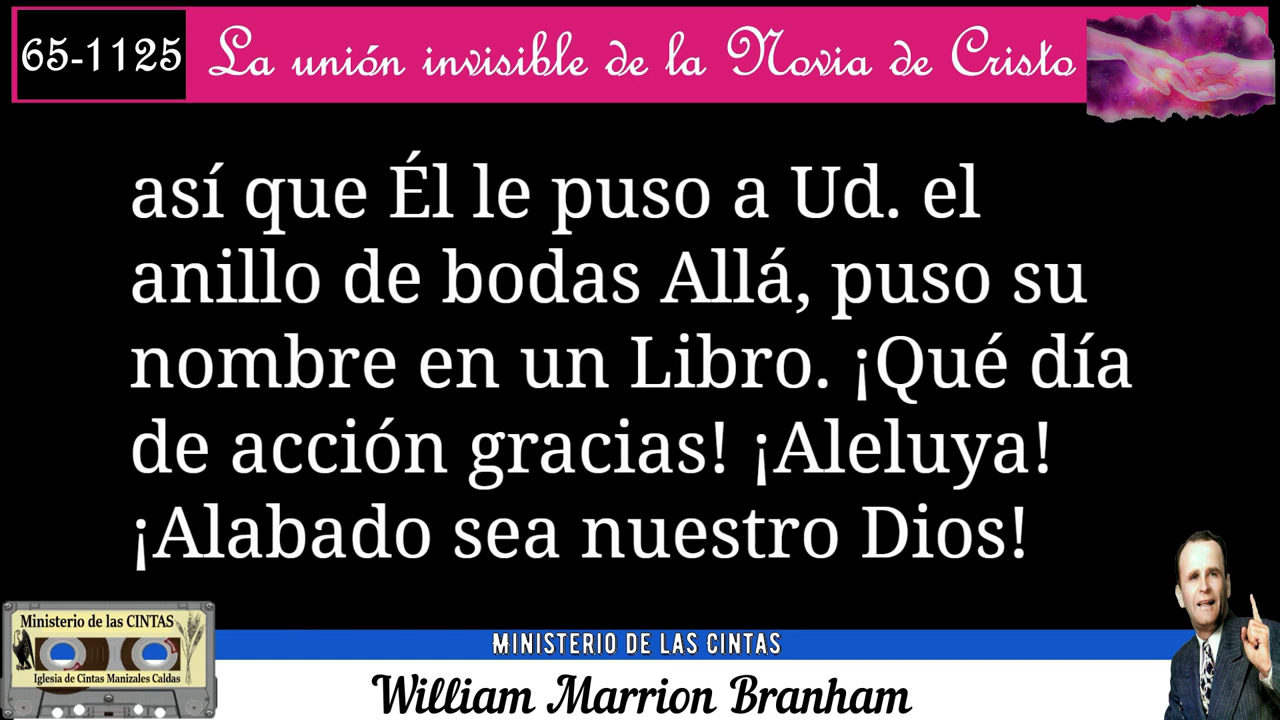 65-1125
La unión invisible de la Novia de Cristo
así que Él le puso a Ud. el
anillo de bodas Allá, puso su
nombre en un Libro. ¡Qué día
de acción gracias! ¡Aleluya!
¡Alabado sea nuestro Dios!
Ministerio de las CINTAS
Iglesia de Cintas Manizales Caldas
MINISTERIO DE LAS CINTAS
William Marrion Branham